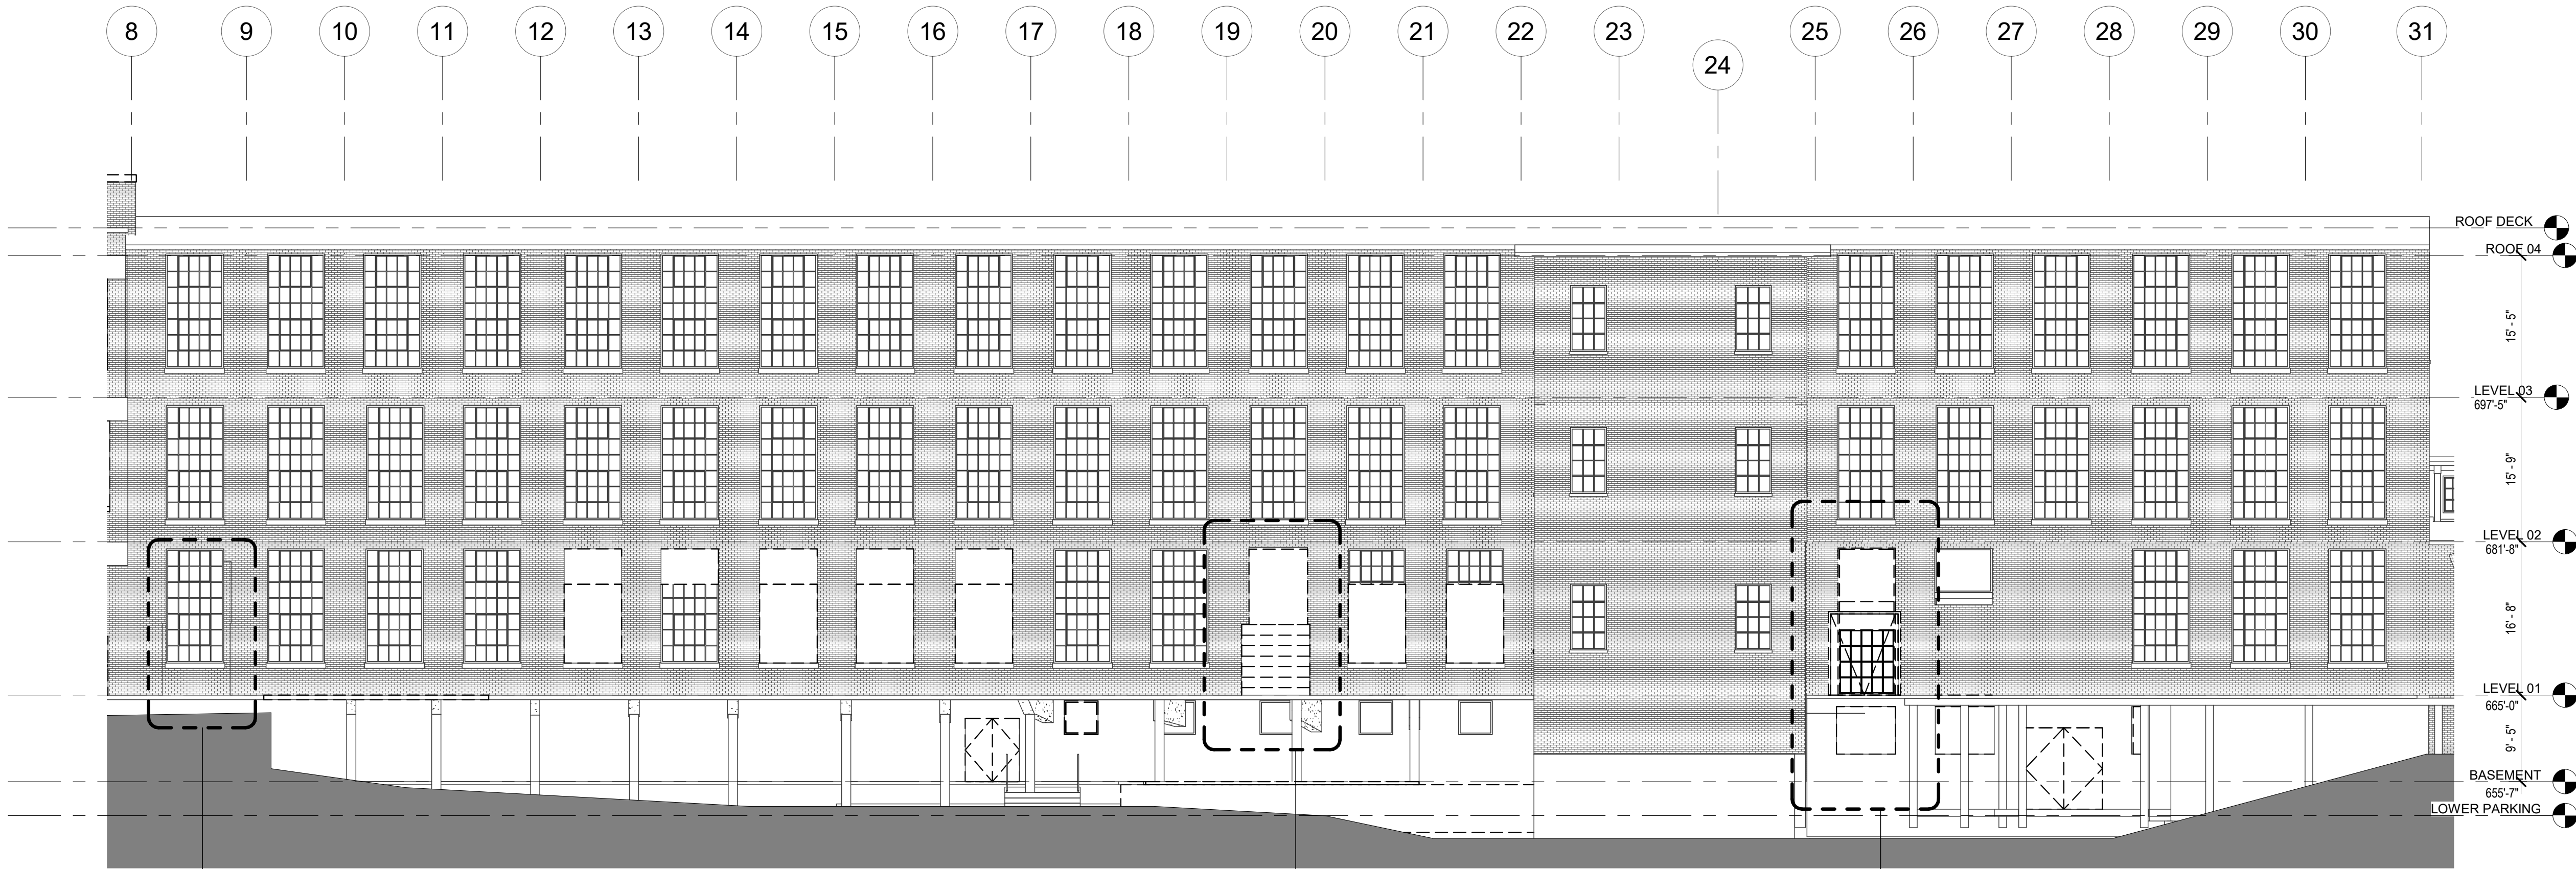 8 9 10 11 12 13 14 15 16 17 18 19 20 21 22 23 24 25 26 27 28 29 30 31
ROOF DECK
ROOF 04
15' - 5"
LEVEL 03
697'-5"
15' - 9"
LEVEL 02
681'-8"
16' - 8"
LEVEL 01
665'-0"
9' - 5"
BASEMENT
655'-7"
LOWER PARKING